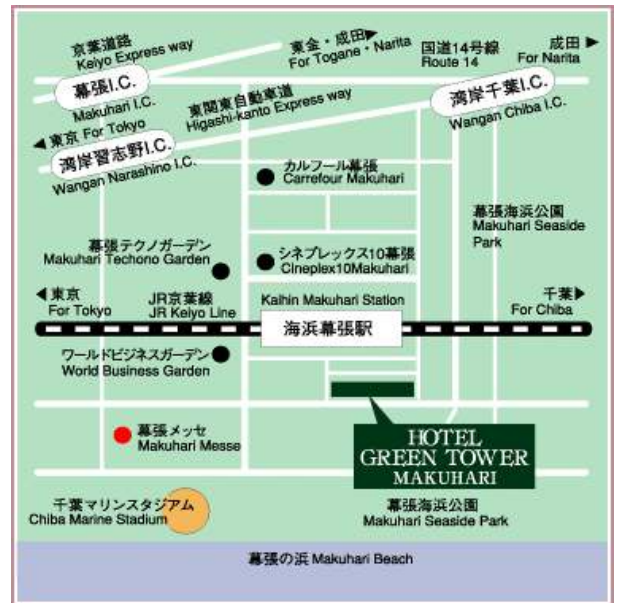 京葉道路
Keiyo Express way
東金・成田▶
For Togane・Narita
国道14号線
Route 14
成田 ▶
For Narita
幕張I.C.
Makuhari I.C.
東関東自動車道
Higashi-kanto Express way
湾岸千葉I.C.
Wangan Chiba I.C.
◀ 東京 For Tokyo
湾岸習志野I.C.
Wangan Narashino I.C.
カルフール幕張
Carrefour Makuhari
幕張海浜公園
Makuhari Seaside
Park
幕張テクノガーデン
Makuhari Techono Garden
シネプレックス10幕張
Cineplex10Makuhari
◀東京
For Tokyo
JR京葉線
JR Keiyo Line
Kaihin Makuhari Station
海浜幕張駅
千葉▶
For Chiba
ワールドビジネスガーデン
World Business Garden
幕張メッセ
Makuhari Messe
HOTEL
GREEN TOWER
MAKUHARI
千葉マリンスタジアム
Chiba Marine Stadium
幕張海浜公園
Makuhari Seaside Park
幕張の浜 Makuhari Beach